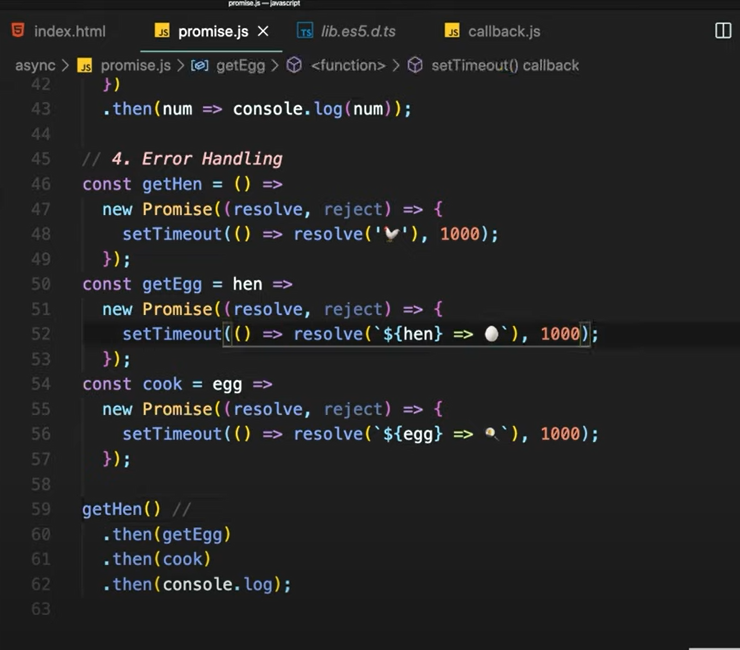 promise.js — javascript
index.html promise.js × lib.es5.d.ts callback.js
async > promise.js > getEgg > <function> > setTimeout() callback
42 })
43 .then(num => console.log(num));
44
45 // 4. Error Handling
46 const getHen = () =>
47 new Promise((resolve, reject) => {
48 setTimeout(() => resolve('🐓'), 1000);
49 });
50 const getEgg = hen =>
51 new Promise((resolve, reject) => {
52 setTimeout(() => resolve(`${hen} => 🥚`), 1000);
53 });
54 const cook = egg =>
55 new Promise((resolve, reject) => {
56 setTimeout(() => resolve(`${egg} => 🍳`), 1000);
57 });
58
59 getHen() //
60 .then(getEgg)
61 .then(cook)
62 .then(console.log);
63